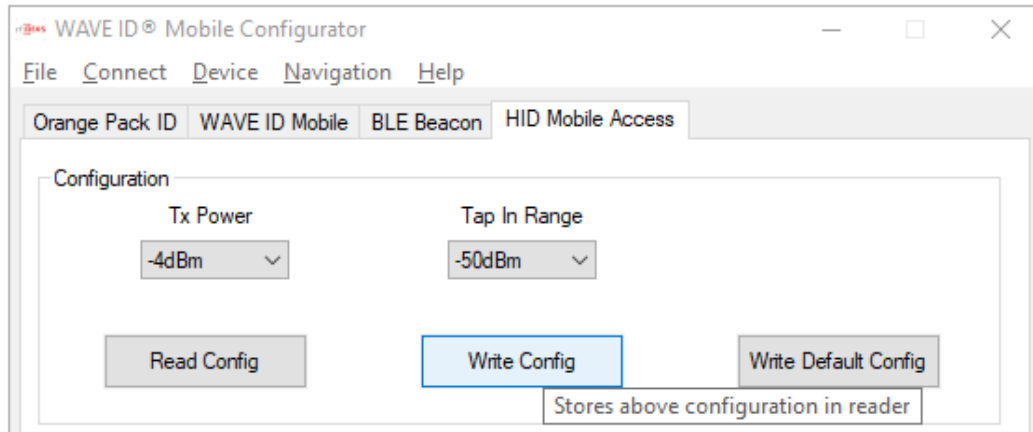 WAVE ID® Mobile Configurator
File Connect Device Navigation Help
Orange Pack ID WAVE ID Mobile BLE Beacon HID Mobile Access
Configuration
Tx Power Tap In Range
-4dBm -50dBm
Read Config Write Config Write Default Config
Stores above configuration in reader